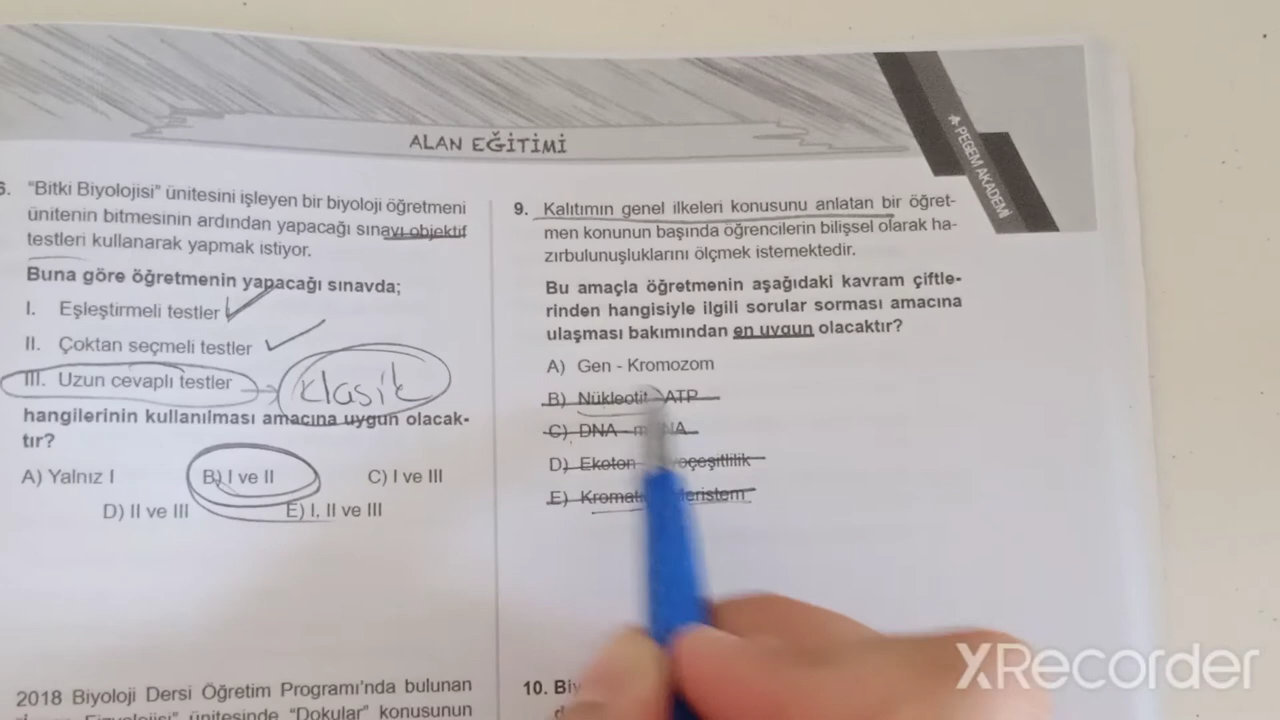 ALAN EĞİTİMİ
PEGEM AKADEMİ
6. "Bitki Biyolojisi" ünitesini işleyen bir biyoloji öğretmeni
ünitenin bitmesinin ardından yapacağı sınavı objektif
testleri kullanarak yapmak istiyor.
Buna göre öğretmenin yapacağı sınavda;
I. Eşleştirmeli testler
II. Çoktan seçmeli testler
III. Uzun cevaplı testler
klasik
hangilerinin kullanılması amacına uygun olacak-
tır?
A) Yalnız I B) I ve II C) I ve III
D) II ve III E) I, II ve III
2018 Biyoloji Dersi Öğretim Programı'nda bulunan
ünitesinde "Dokular" konusunun
9. Kalıtımın genel ilkeleri konusunu anlatan bir öğret-
men konunun başında öğrencilerin bilişsel olarak ha-
zırbulunuşluklarını ölçmek istemektedir.
Bu amaçla öğretmenin aşağıdaki kavram çiftle-
rinden hangisiyle ilgili sorular sorması amacına
ulaşması bakımından en uygun olacaktır?
A) Gen - Kromozom
B) Nükleotit - ATP
C) DNA - mRNA
D) Ekoton
E)
10.
XRecorder